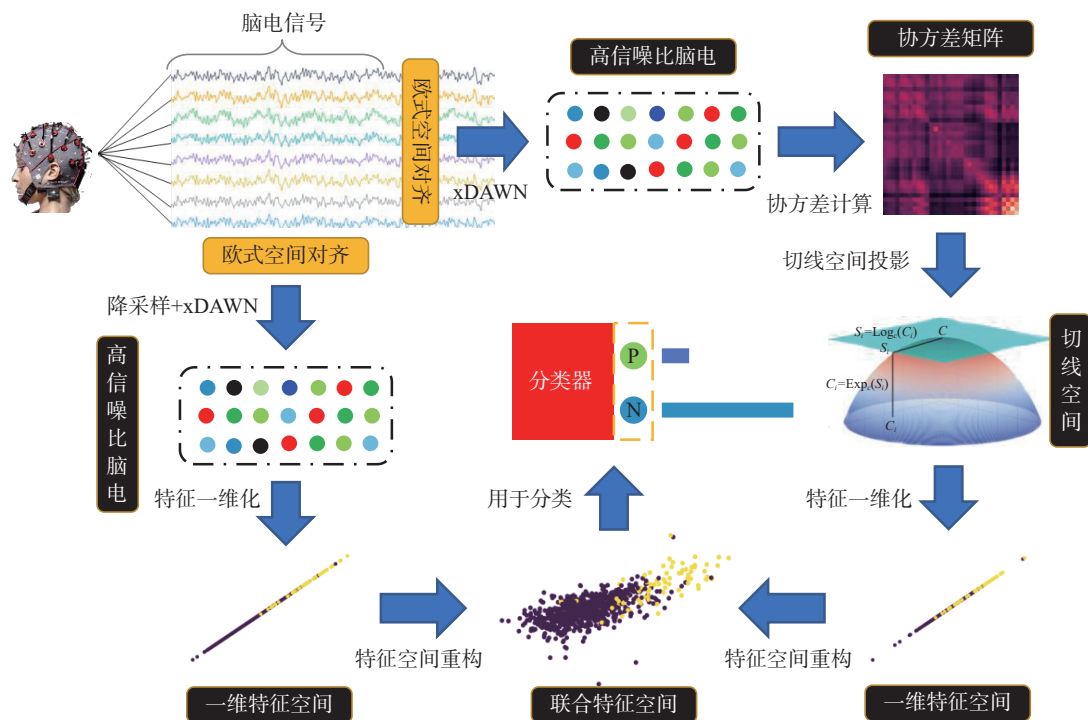 脑电信号
欧式空间对齐
xDAWN
高信噪比脑电
协方差计算
协方差矩阵
切线空间投影
欧式空间对齐
降采样+xDAWN
高信噪比脑电
特征一维化
分类器
P
N
用于分类
Sᵢ=Logc(Cᵢ)
C
Sᵢ
Cᵢ=Expc(Sᵢ)
Cᵢ
切线空间
特征一维化
特征空间重构
特征空间重构
一维特征空间
联合特征空间
一维特征空间